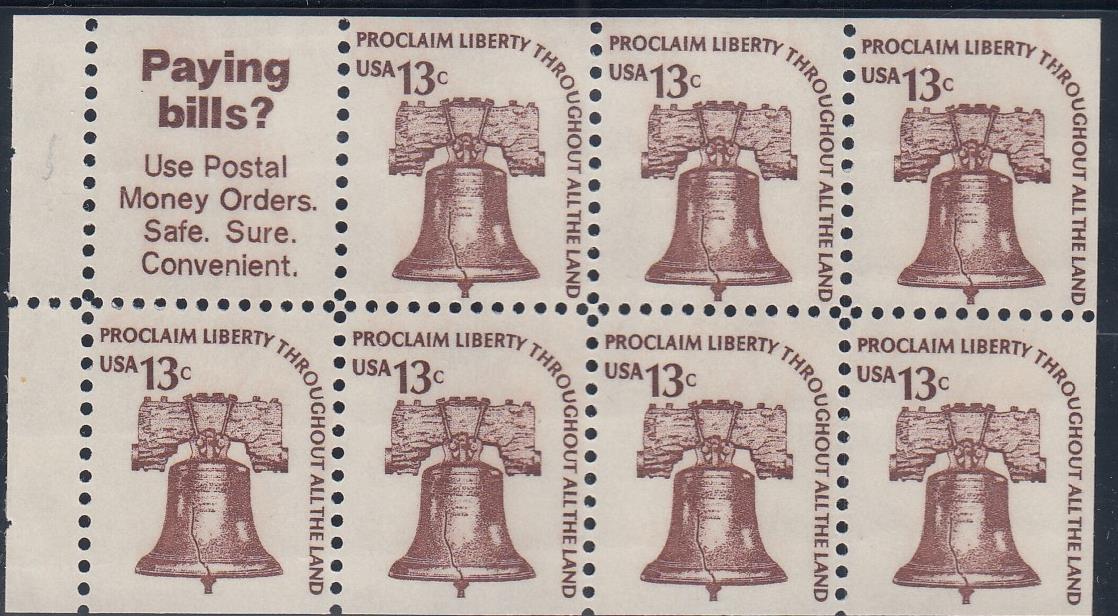 Paying
bills?
Use Postal
Money Orders.
Safe. Sure.
Convenient.
PROCLAIM LIBERTY THROUGHOUT ALL THE LAND
USA 13c
PROCLAIM LIBERTY THROUGHOUT ALL THE LAND
USA 13c
PROCLAIM LIBERTY THROUGHOUT ALL THE LAND
USA 13c
PROCLAIM LIBERTY THROUGHOUT ALL THE LAND
USA 13c
PROCLAIM LIBERTY THROUGHOUT ALL THE LAND
USA 13c
PROCLAIM LIBERTY THROUGHOUT ALL THE LAND
USA 13c
PROCLAIM LIBERTY THROUGHOUT ALL THE LAND
USA 13c